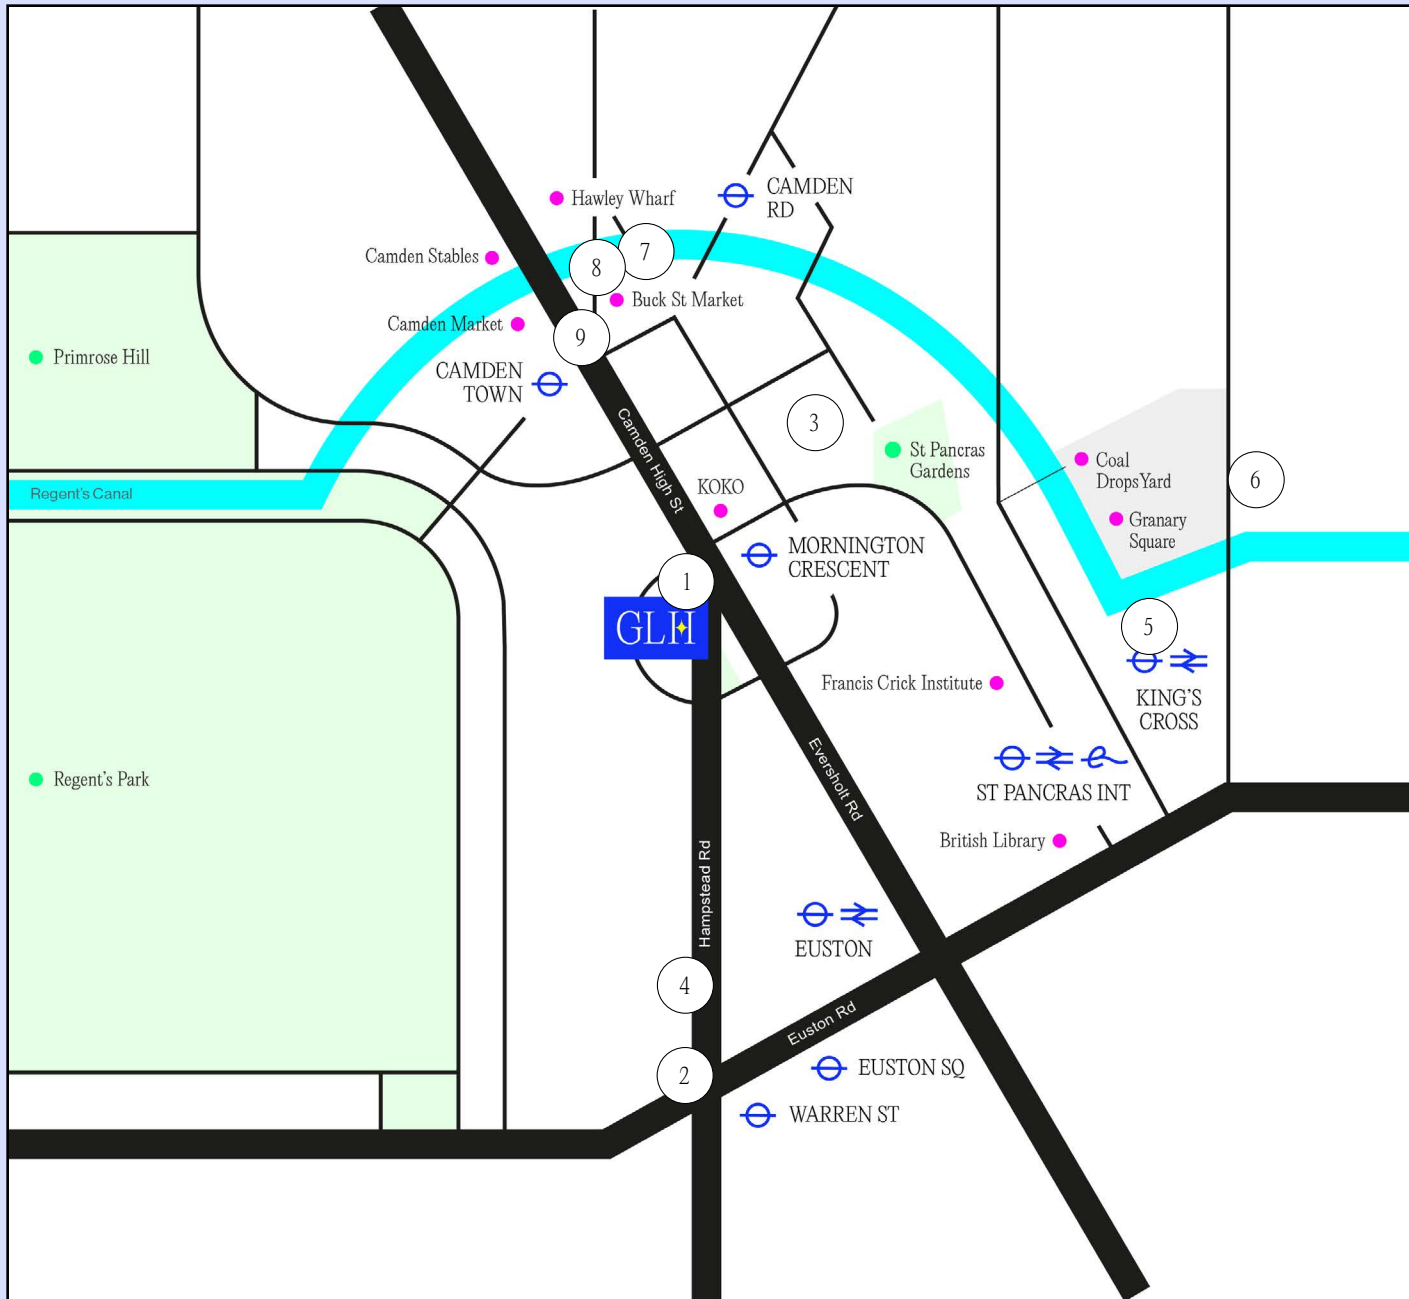 Hawley Wharf
CAMDEN
RD
Camden Stables
7
8
Buck St Market
Camden Market
9
Primrose Hill
CAMDEN
TOWN
3
Camden High St
St Pancras
Gardens
Coal
Drops Yard
6
Regent's Canal
KOKO
Granary
Square
MORNINGTON
CRESCENT
1
GLH
5
Francis Crick Institute
KING'S
CROSS
Regent's Park
Eversholt Rd
ST PANCRAS INT
British Library
Hampstead Rd
EUSTON
4
Euston Rd
2
EUSTON SQ
WARREN ST